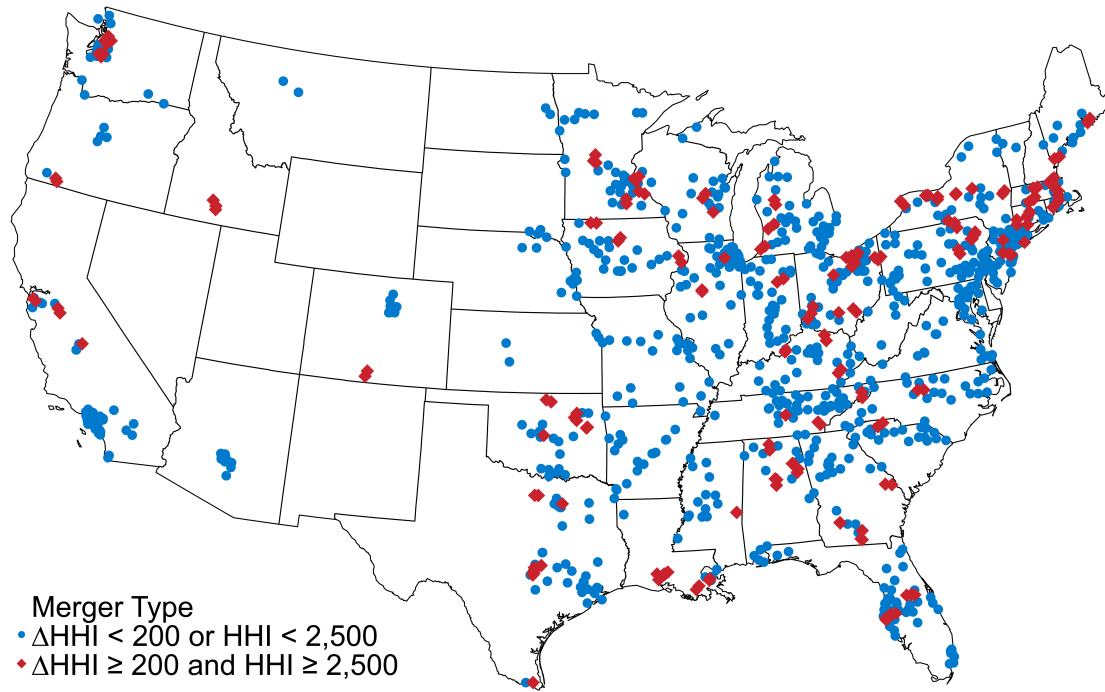 Merger Type
ΔHHI < 200 or HHI < 2,500
ΔHHI ≥ 200 and HHI ≥ 2,500